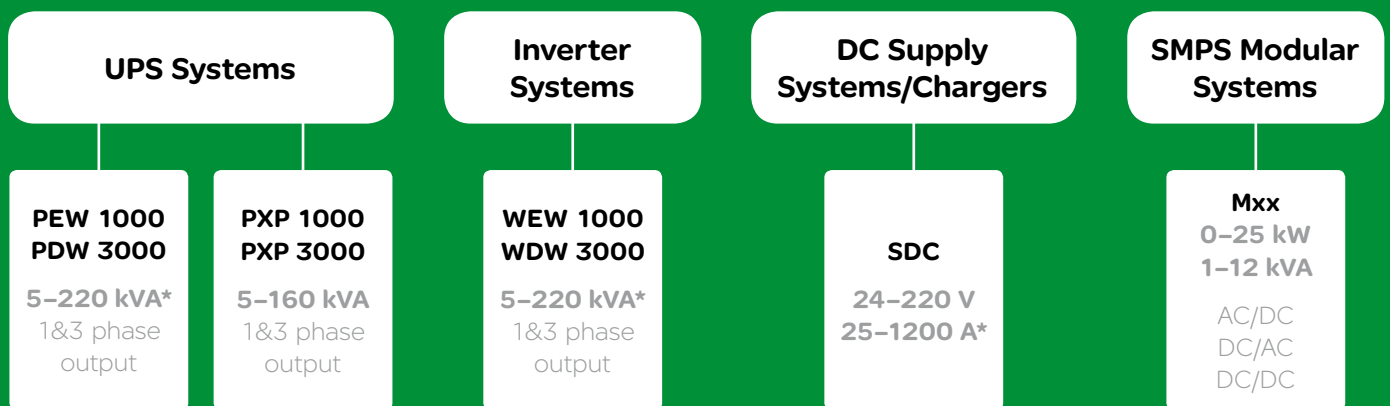 UPS Systems
Inverter
Systems
DC Supply
Systems/Chargers
SMPS Modular
Systems
PEW 1000
PDW 3000
5–220 kVA*
1&3 phase
output
PXP 1000
PXP 3000
5–160 kVA
1&3 phase
output
WEW 1000
WDW 3000
5–220 kVA*
1&3 phase
output
SDC
24–220 V
25–1200 A*
Mxx
0–25 kW
1–12 kVA
AC/DC
DC/AC
DC/DC